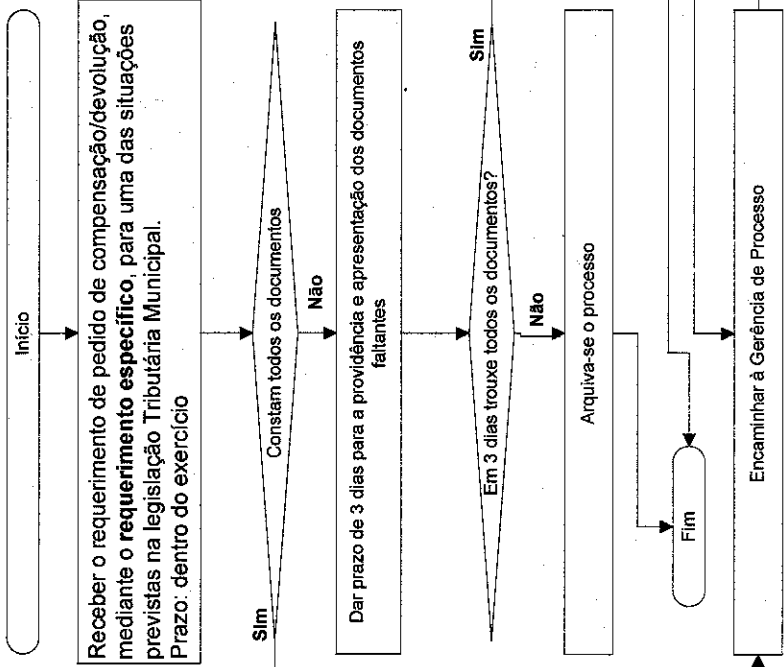 Início
Receber o requerimento de pedido de compensação/devolução,
mediante o requerimento específico, para uma das situações
previstas na legislação Tributária Municipal.
Prazo: dentro do exercício
Sim
Constam todos os documentos
Não
Dar prazo de 3 dias para a providência e apresentação dos documentos
faltantes
Sim
Em 3 dias trouxe todos os documentos?
Não
Arquiva-se o processo
Fim
Encaminhar à Gerência de Processo